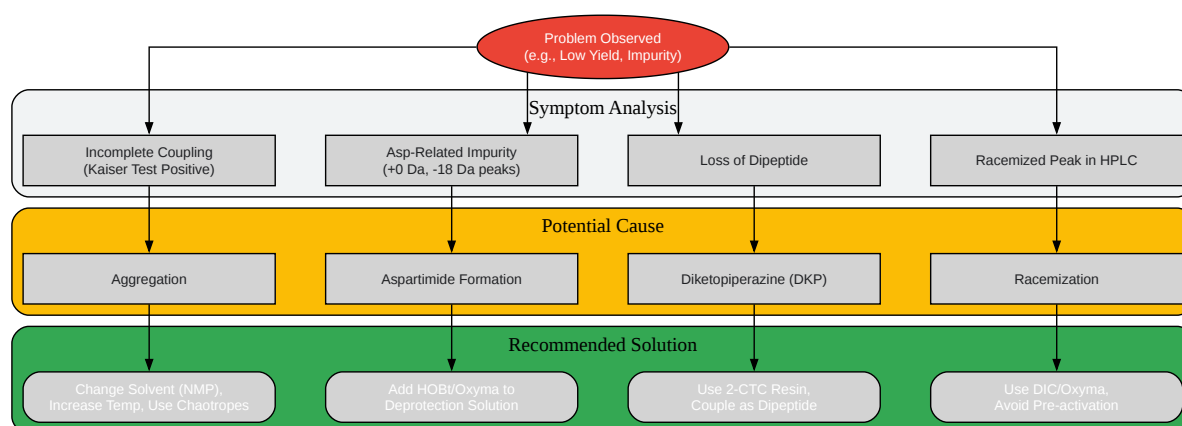 Problem Observed
(e.g., Low Yield, Impurity)
Symptom Analysis
Incomplete Coupling
(Kaiser Test Positive)
Asp-Related Impurity
(+0 Da, -18 Da peaks)
Loss of Dipeptide
Racemized Peak in HPLC
Potential Cause
Aggregation
Aspartimide Formation
Diketopiperazine (DKP)
Racemization
Recommended Solution
Change Solvent (NMP),
Increase Temp, Use Chaotropes
Add HOBt/Oxyma to
Deprotection Solution
Use 2-CTC Resin,
Couple as Dipeptide
Use DIC/Oxyma,
Avoid Pre-activation